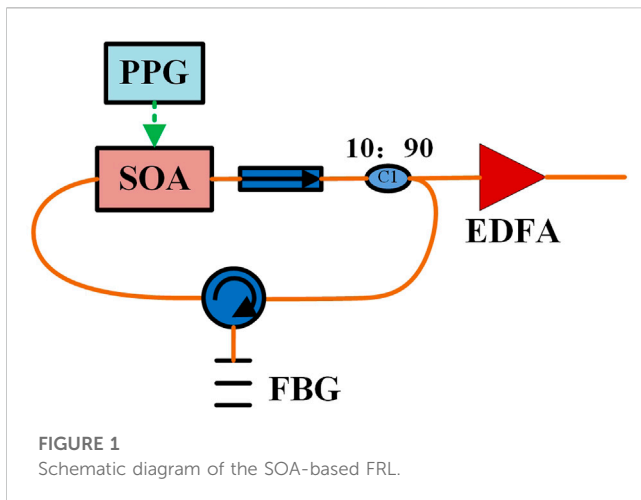 PPG
SOA
10：90
C1
EDFA
FBG
FIGURE 1
Schematic diagram of the SOA-based FRL.